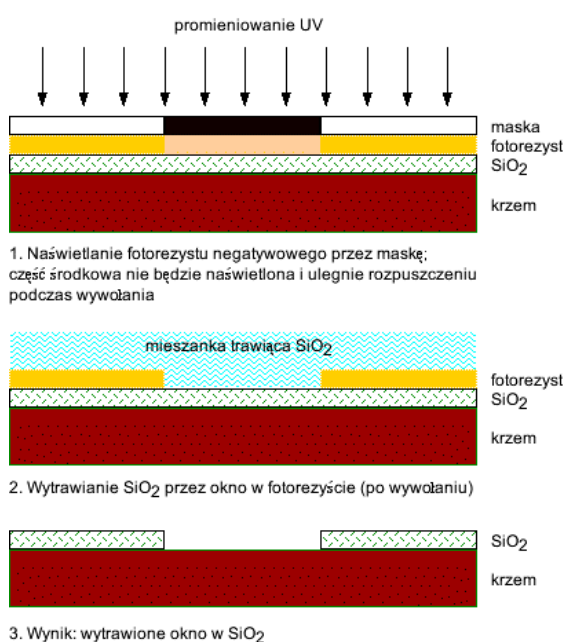 promieniowanie UV
maska
fotorezyst
SiO2
krzem
1. Naświetlanie fotorezystu negatywowego przez maskę;
część środkowa nie będzie naświetlona i ulegnie rozpuszczeniu
podczas wywołania
mieszanka trawiąca SiO2
fotorezyst
SiO2
krzem
2. Wytrawianie SiO2 przez okno w fotorezyście (po wywołaniu)
SiO2
krzem
3. Wynik: wytrawione okno w SiO2